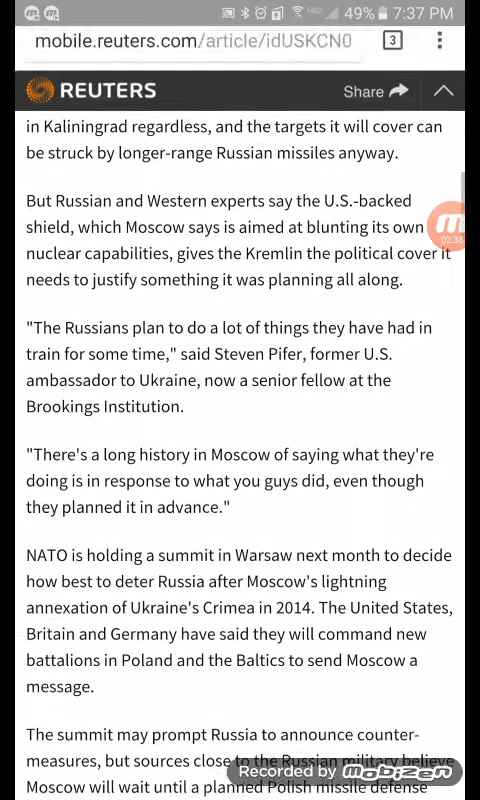 49% 7:37 PM
mobile.reuters.com/article/idUSKCN0
3
REUTERS
Share
in Kaliningrad regardless, and the targets it will cover can
be struck by longer-range Russian missiles anyway.
But Russian and Western experts say the U.S.-backed
shield, which Moscow says is aimed at blunting its own
nuclear capabilities, gives the Kremlin the political cover it
needs to justify something it was planning all along.
02:38
"The Russians plan to do a lot of things they have had in
train for some time," said Steven Pifer, former U.S.
ambassador to Ukraine, now a senior fellow at the
Brookings Institution.
"There's a long history in Moscow of saying what they're
doing is in response to what you guys did, even though
they planned it in advance."
NATO is holding a summit in Warsaw next month to decide
how best to deter Russia after Moscow's lightning
annexation of Ukraine's Crimea in 2014. The United States,
Britain and Germany have said they will command new
battalions in Poland and the Baltics to send Moscow a
message.
The summit may prompt Russia to announce counter-
measures, but sources close to the Russian military believe
Moscow will wait until a planned Polish missile defense
Recorded by mobizen